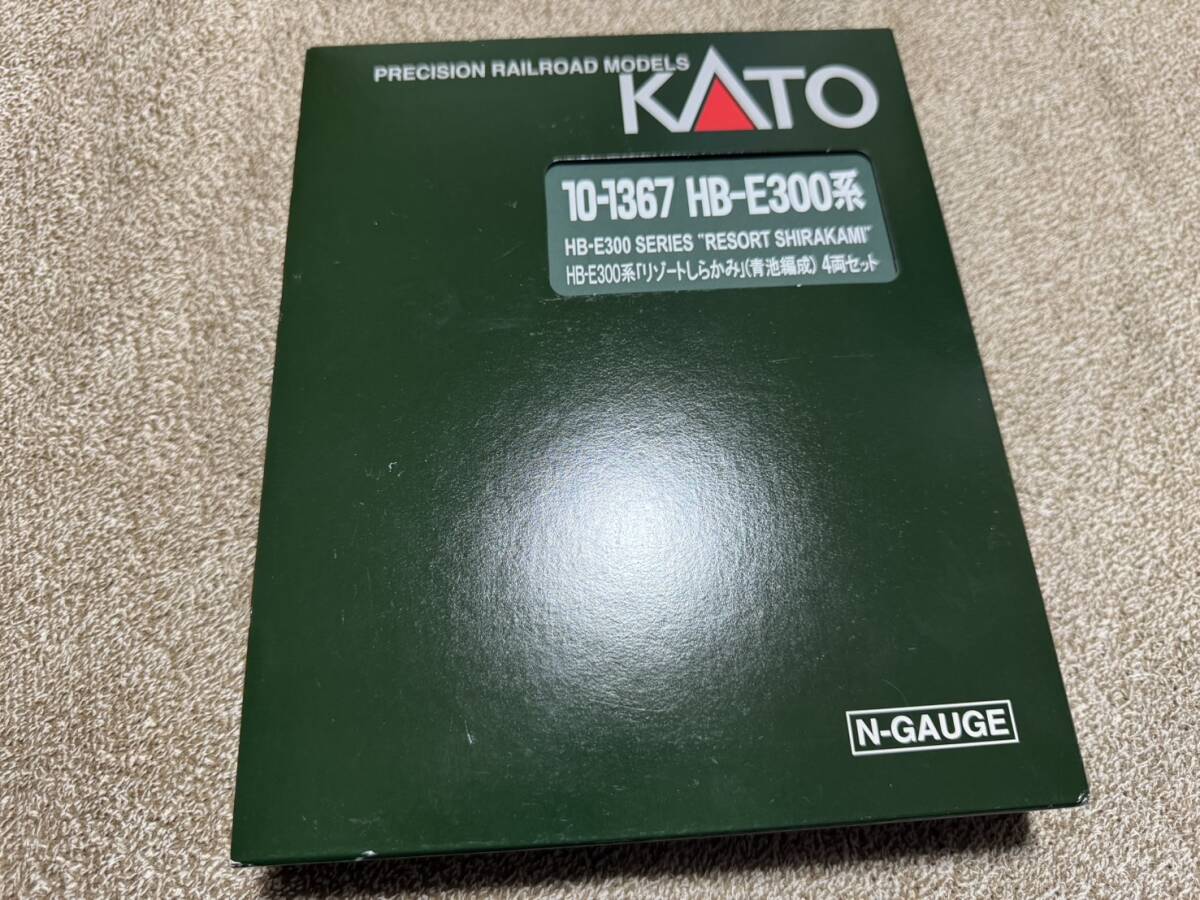 PRECISION RAILROAD MODELS
KATO
10-1367 HB-E300系
HB-E300 SERIES "RESORT SHIRAKAMI"
HB-E300系「リゾートしらかみ」(青池編成) 4両セット
N-GAUGE